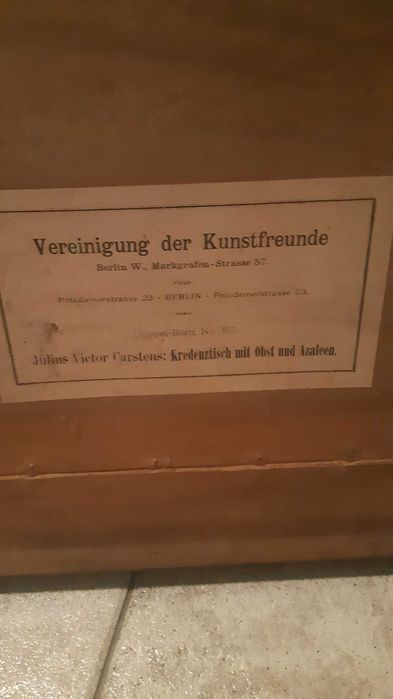 Vereinigung der Kunstfreunde
Berlin W., Markgrafen-Strasse 57.
Potsdamerstrasse 23 - BERLIN - Potsdamerstrasse 23.
Doppel-Blatt No
Julius Victor Carstens: Kredenztisch mit Obst und Azaleen.